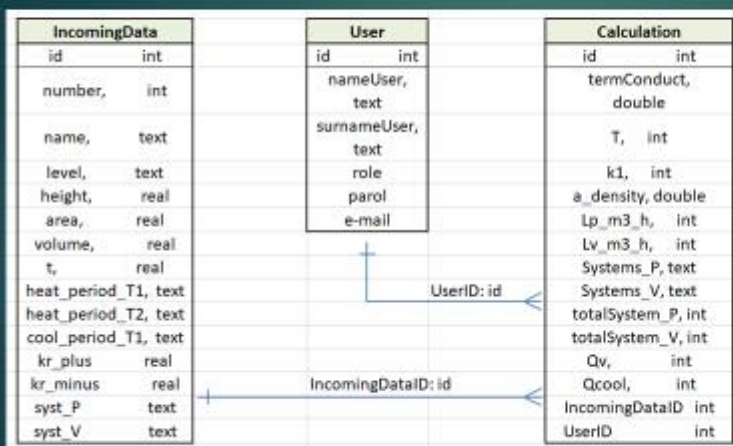 IncomingData
id int
number, int
name, text
level, text
height, real
area, real
volume, real
t, real
heat_period_T1, text
heat_period_T2, text
cool_period_T1, text
kr_plus real
kr_minus real
syst_P text
syst_V text
User
id int
nameUser,
text
surnameUser,
text
role
parol
e-mail
UserID: id
IncomingDataID: id
Calculation
id int
termConduct,
double
T, int
k1, int
a_density, double
Lp_m3_h, int
Lv_m3_h, int
Systems_P, text
Systems_V, text
totalSystem_P, int
totalSystem_V, int
Qv, int
Qcool, int
IncomingDataID int
UserID int